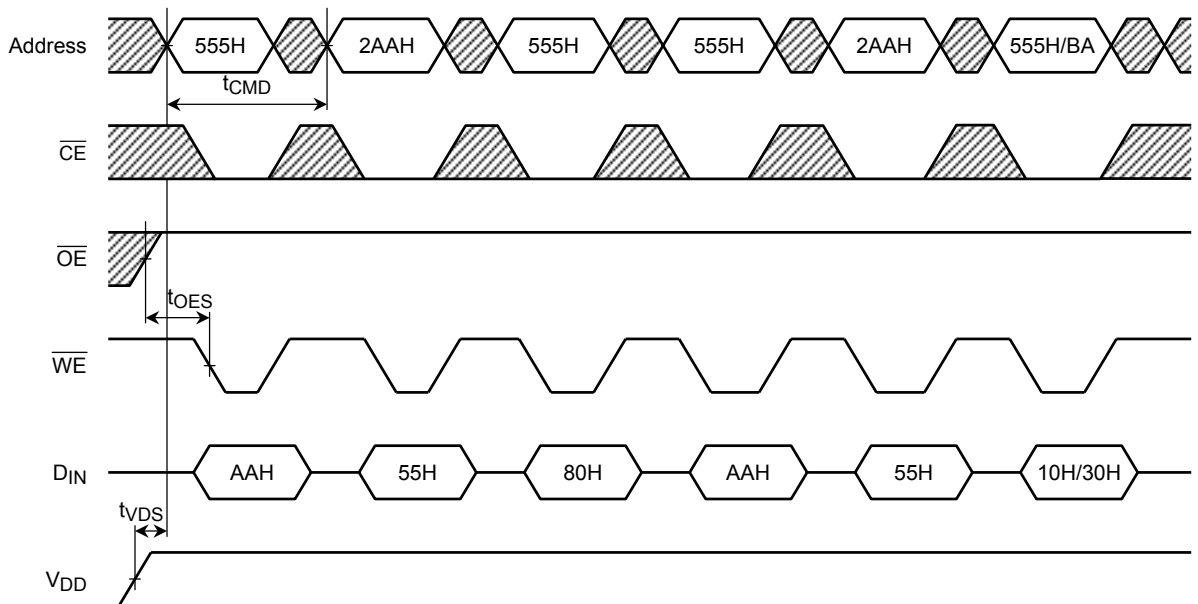 Address 555H 2AAH 555H 555H 2AAH 555H/BA
tCMD
CE
OE
tOES
WE
DIN AAH 55H 80H AAH 55H 10H/30H
tVDS
VDD